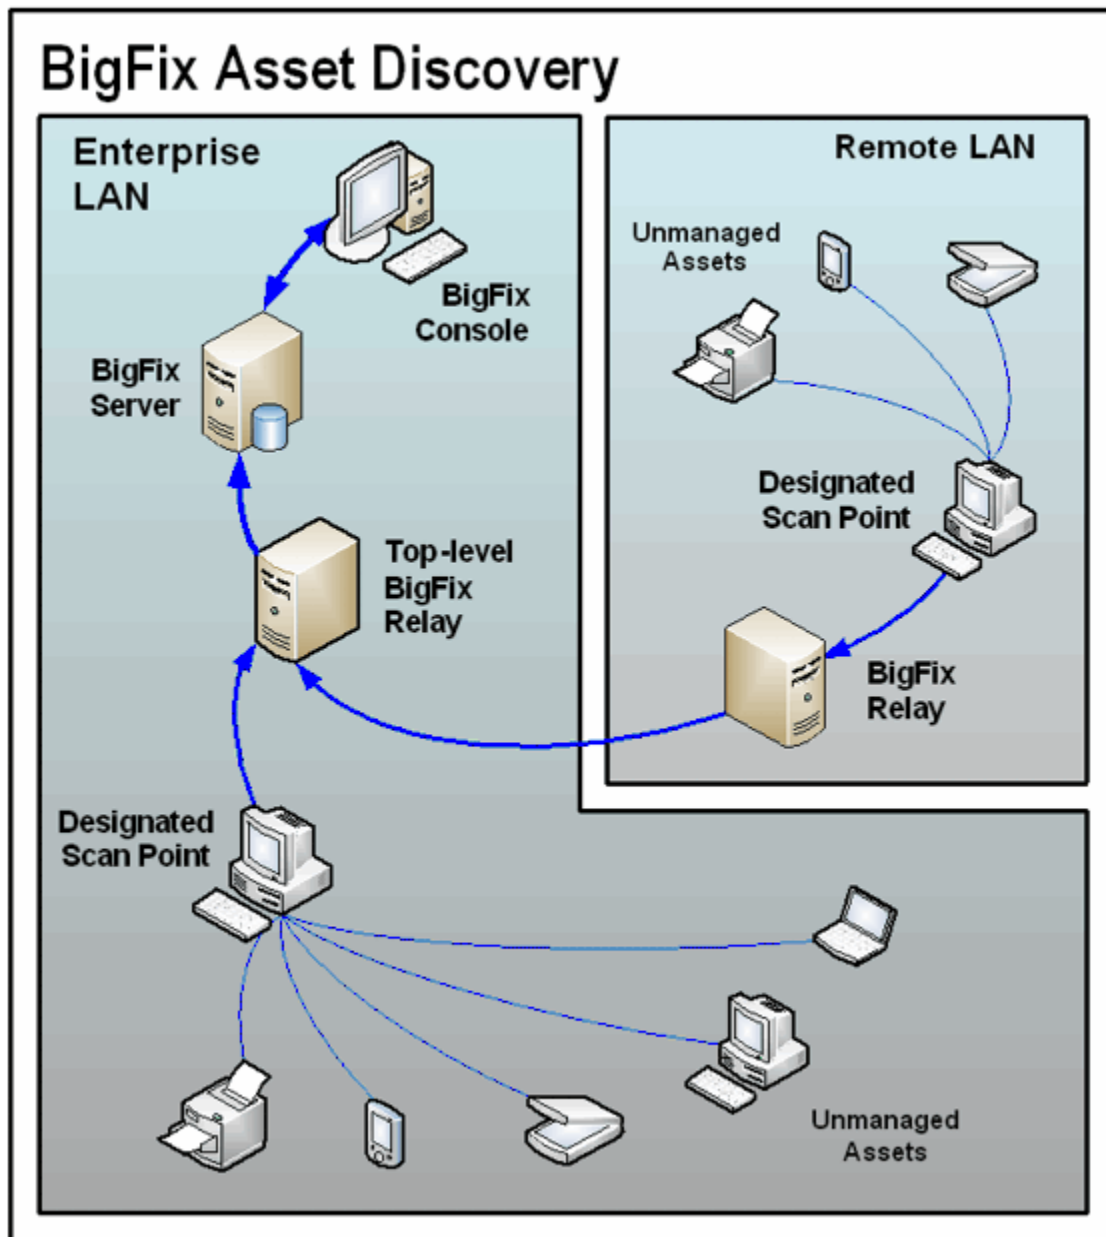 BigFix Asset Discovery
Enterprise
LAN
BigFix
Console
BigFix
Server
Top-level
BigFix
Relay
Designated
Scan Point
Unmanaged
Assets
Remote LAN
Unmanaged
Assets
Designated
Scan Point
BigFix
Relay